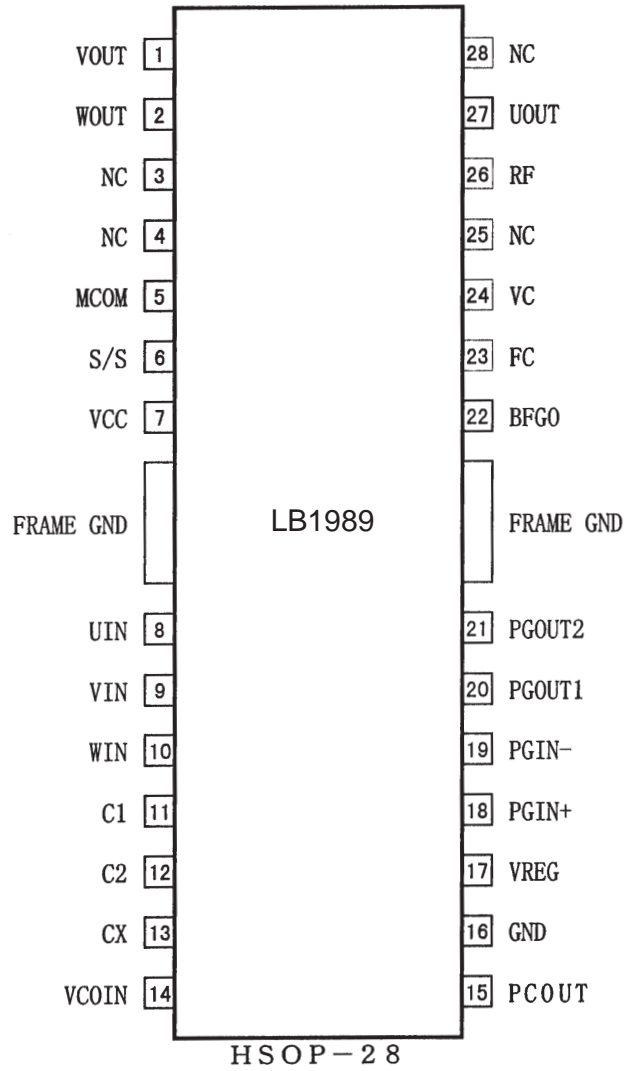 VOUT 1 28 NC
WOUT 2 27 UOUT
NC 3 26 RF
NC 4 25 NC
MCOM 5 24 VC
S/S 6 23 FC
VCC 7 22 BFGO
FRAME GND LB1989 FRAME GND
UIN 8 21 PGOUT2
VIN 9 20 PGOUT1
WIN 10 19 PGIN-
C1 11 18 PGIN+
C2 12 17 VREG
CX 13 16 GND
VCOIN 14 15 PCOUT
HSOP-28